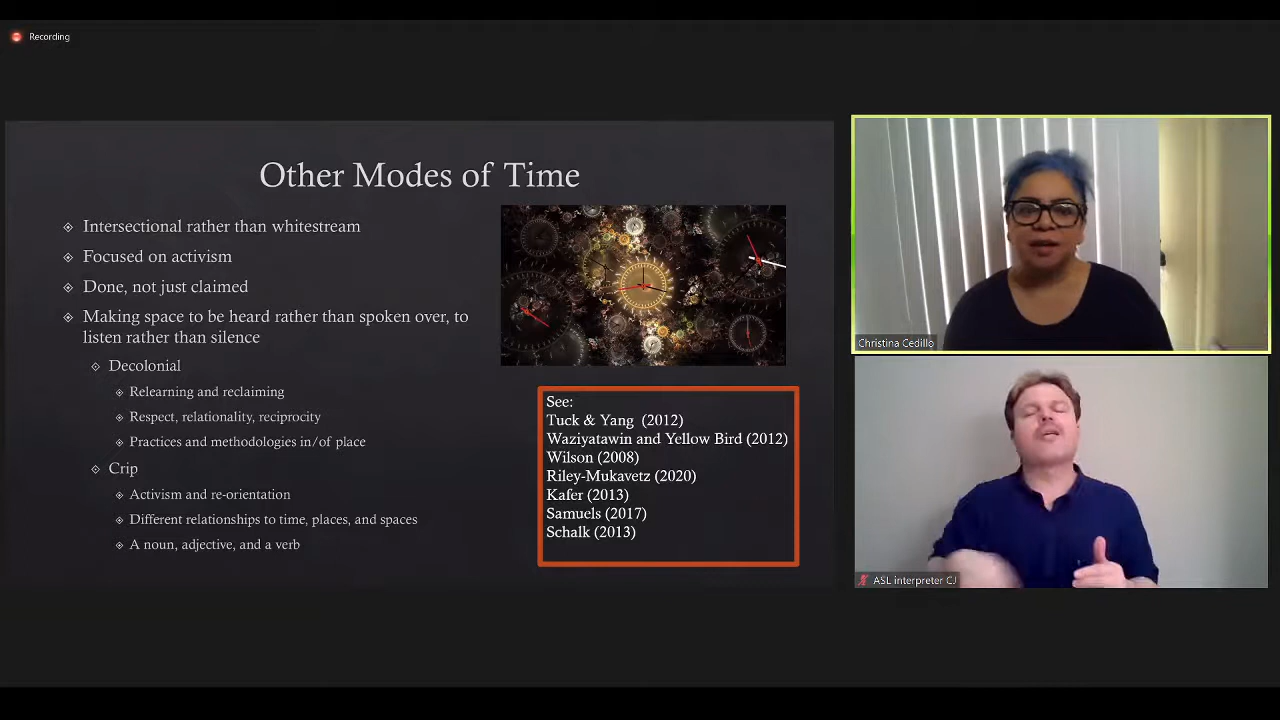 Recording
Other Modes of Time
Intersectional rather than whitestream
Focused on activism
Done, not just claimed
Making space to be heard rather than spoken over, to
listen rather than silence
Decolonial
Relearning and reclaiming
Respect, relationality, reciprocity
Practices and methodologies in/of place
Crip
Activism and re-orientation
Different relationships to time, places, and spaces
A noun, adjective, and a verb
See:
Tuck & Yang (2012)
Waziyatawin and Yellow Bird (2012)
Wilson (2008)
Riley-Mukavetz (2020)
Kafer (2013)
Samuels (2017)
Schalk (2013)
Christina Cedillo
ASL interpreter CJ